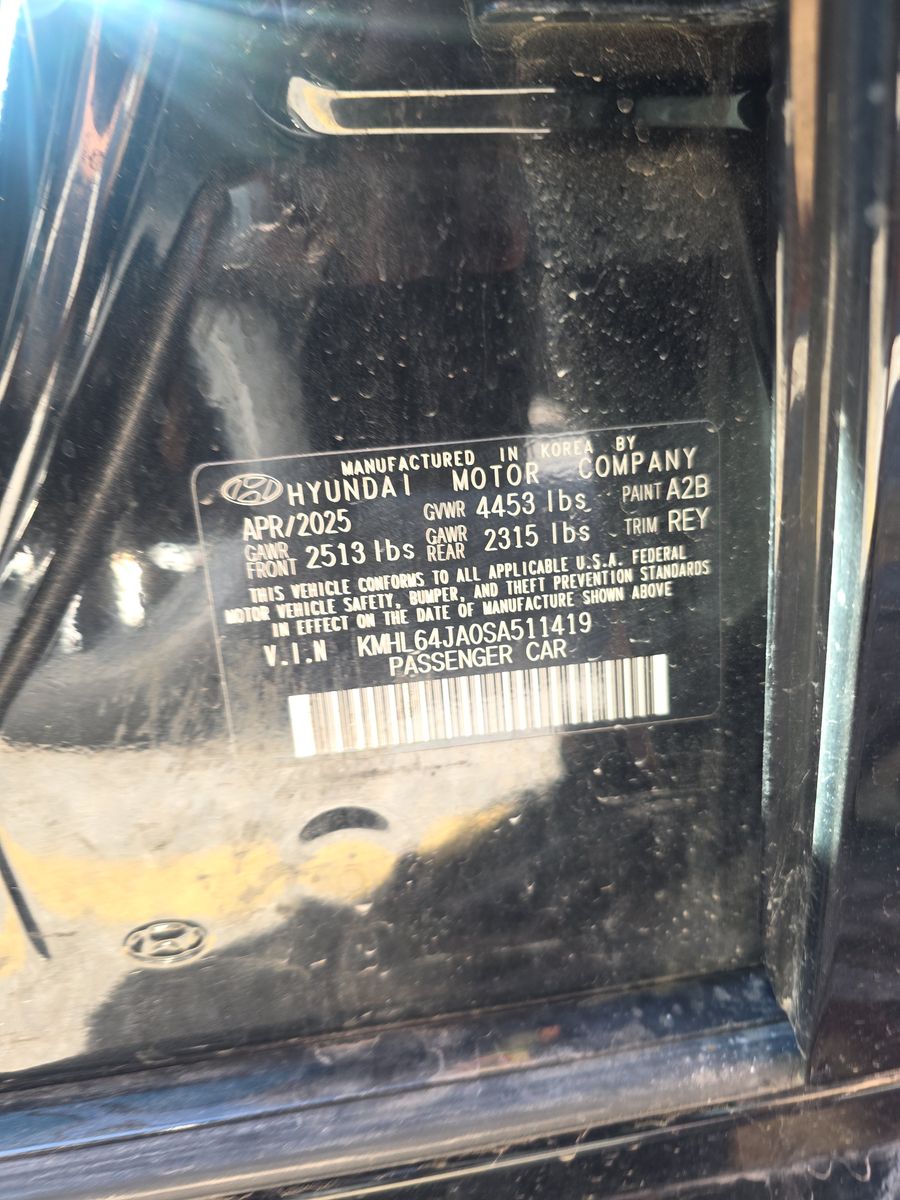 MANUFACTURED IN KOREA BY
HYUNDAI MOTOR COMPANY
APR/2025 GVWR 4453 lbs PAINT A2B
GAWR FRONT 2513 lbs GAWR REAR 2315 lbs TRIM REY
THIS VEHICLE CONFORMS TO ALL APPLICABLE U.S.A. FEDERAL
MOTOR VEHICLE SAFETY, BUMPER, AND THEFT PREVENTION STANDARDS
IN EFFECT ON THE DATE OF MANUFACTURE SHOWN ABOVE
V.I.N KMHL64JA0SA511419
PASSENGER CAR